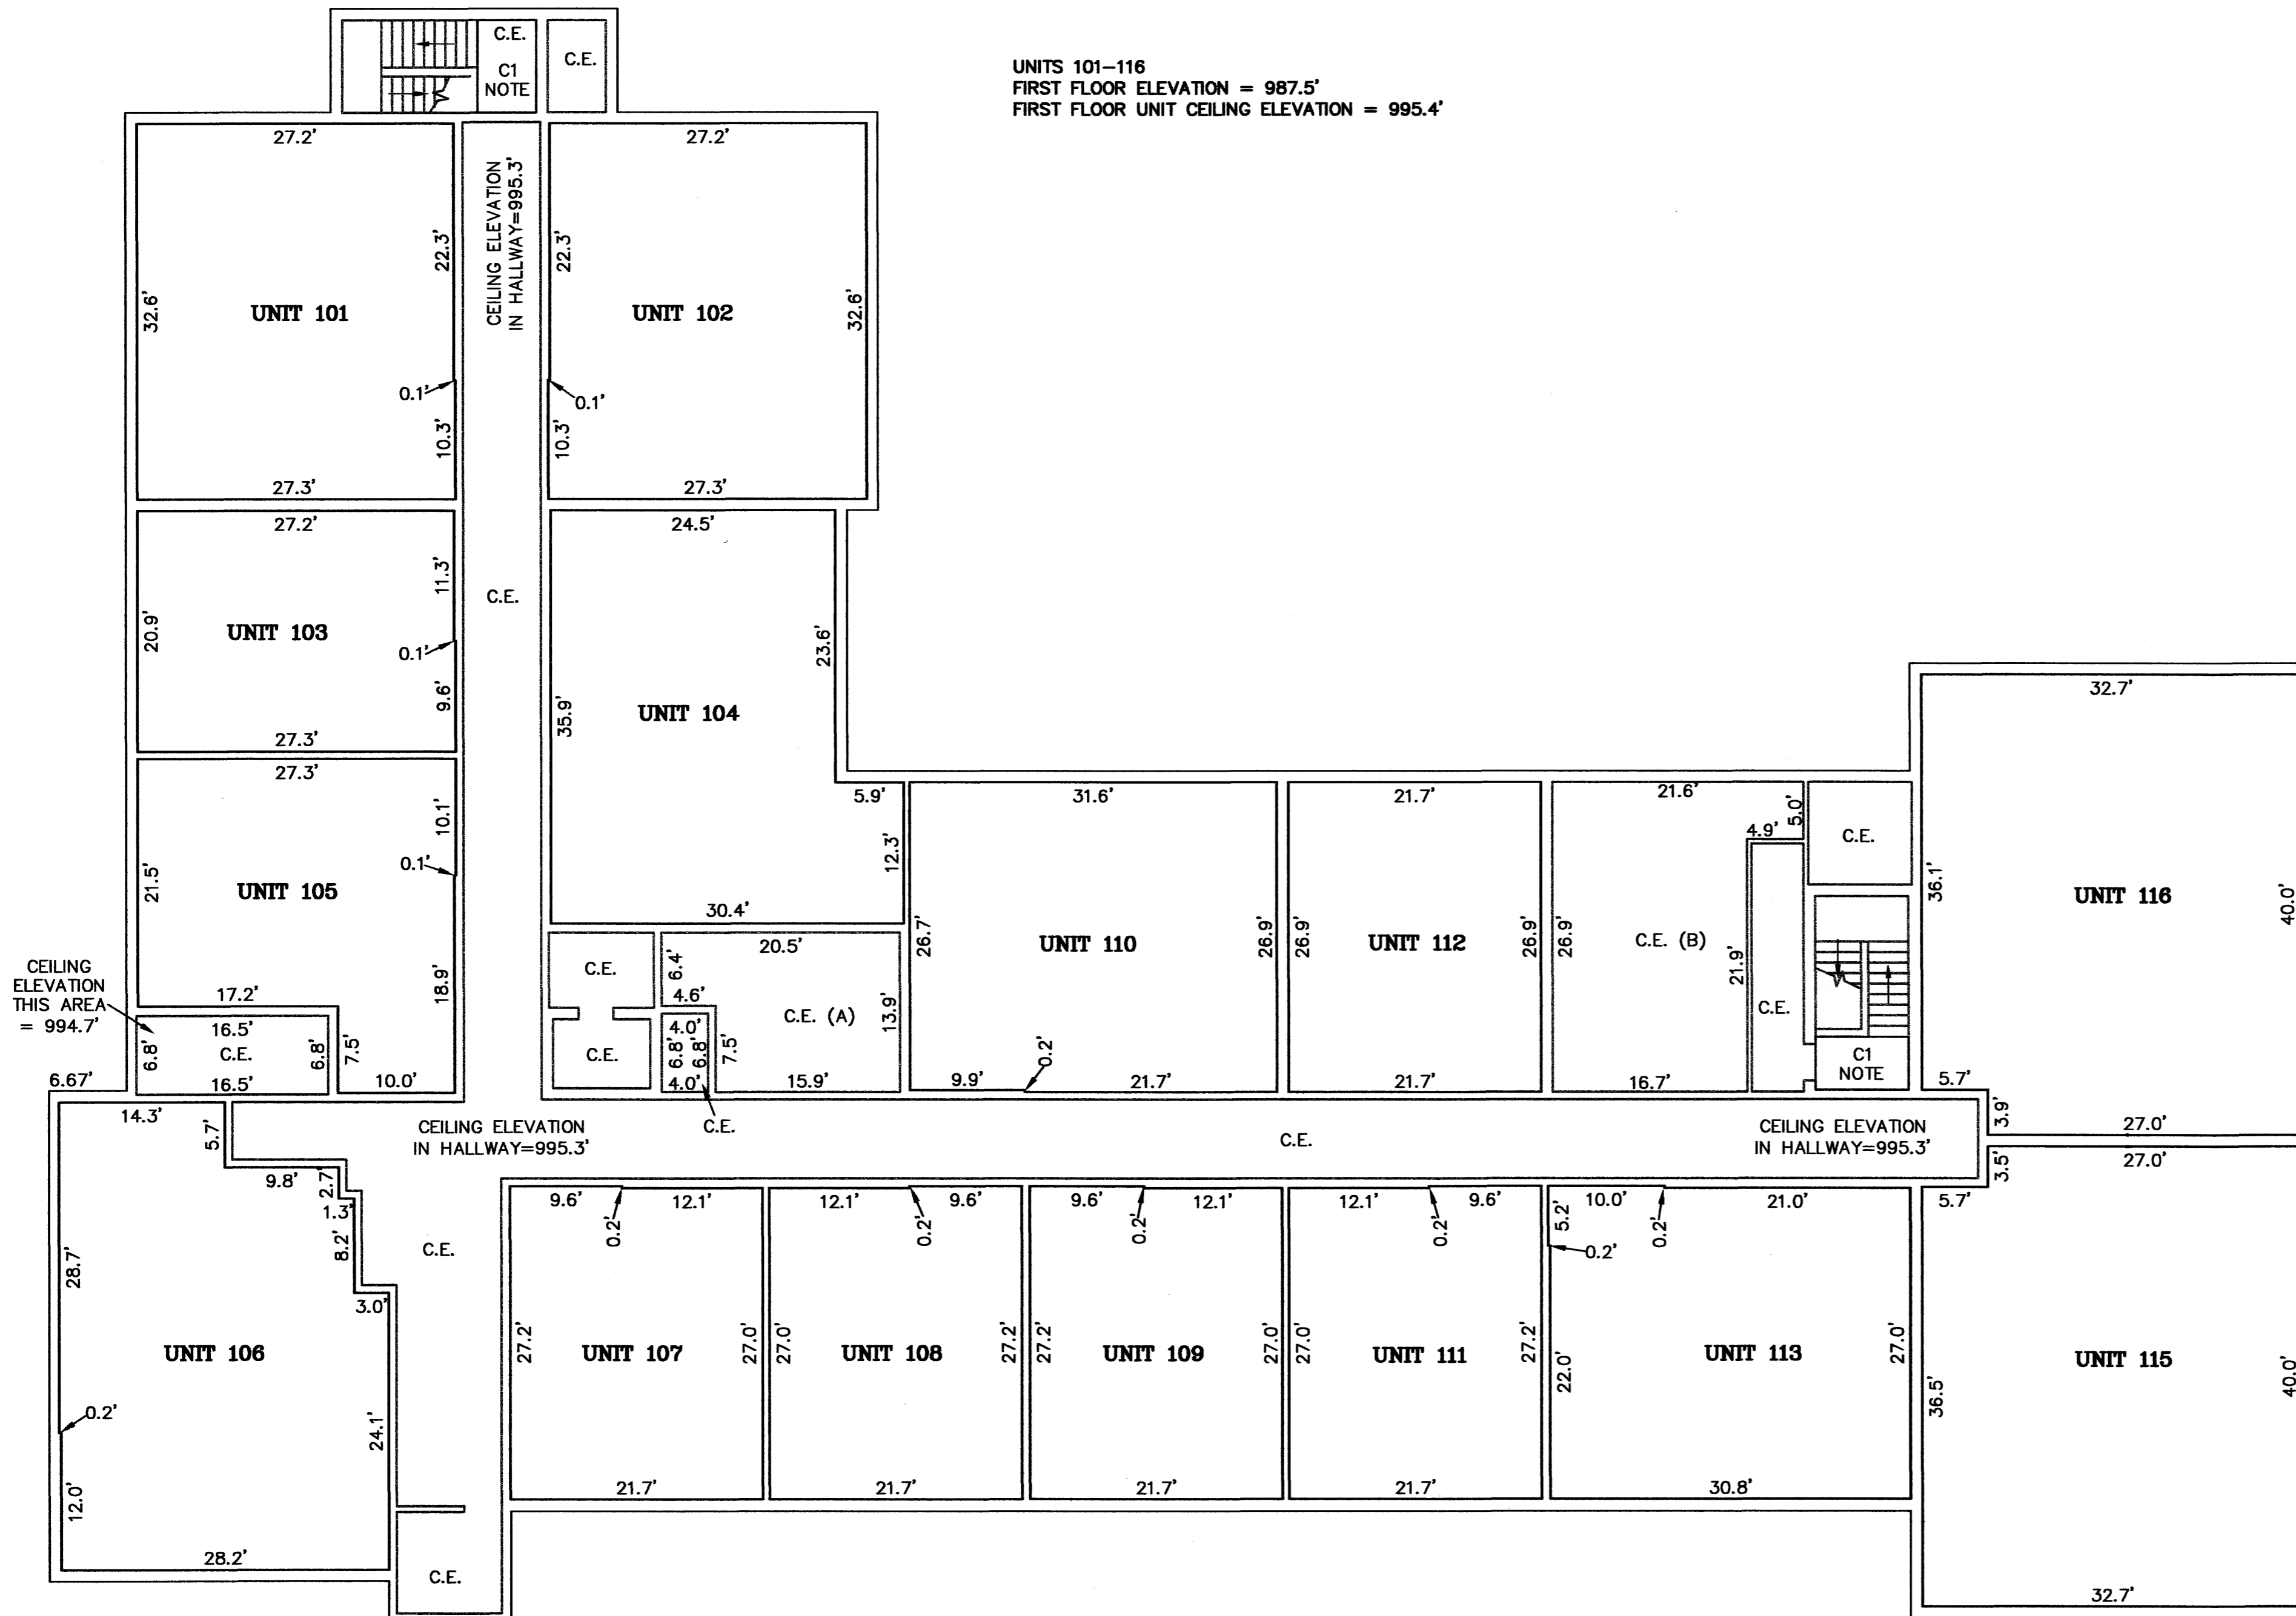 C.E.
C1
NOTE
C.E.
UNITS 101-116
FIRST FLOOR ELEVATION = 987.5'
FIRST FLOOR UNIT CEILING ELEVATION = 995.4'
27.2'
32.6'
UNIT 101
22.3'
0.1'
10.3'
27.3'
CEILING ELEVATION
IN HALLWAY=995.3'
27.2'
22.3'
UNIT 102
32.6'
0.1'
10.3'
27.3'
27.2'
20.9'
UNIT 103
11.3'
0.1'
9.6'
27.3'
C.E.
24.5'
35.9'
UNIT 104
23.6'
5.9'
12.3'
30.4'
27.3'
21.5'
UNIT 105
10.1'
0.1'
18.9'
17.2'
7.5'
10.0'
CEILING
ELEVATION
THIS AREA
= 994.7'
16.5'
6.8'
C.E.
6.8'
16.5'
6.67'
C.E.
C.E.
20.5'
6.4'
4.6'
C.E. (A)
13.9'
4.0'
6.8'
6.8'
4.0'
7.5'
15.9'
C.E.
31.6'
26.7'
UNIT 110
26.9'
9.9'
0.2'
21.7'
21.7'
26.9'
UNIT 112
26.9'
21.7'
21.6'
5.0'
4.9'
26.9'
C.E. (B)
21.9'
16.7'
C.E.
C.E.
C1
NOTE
32.7'
36.1'
UNIT 116
40.0'
5.7'
3.9'
27.0'
CEILING ELEVATION
IN HALLWAY=995.3'
C.E.
CEILING ELEVATION
IN HALLWAY=995.3'
14.3'
5.7'
9.8'
2.7'
1.3'
8.2'
3.0'
28.7'
UNIT 106
0.2'
12.0'
24.1'
28.2'
C.E.
C.E.
9.6'
0.2'
12.1'
27.2'
UNIT 107
27.0'
21.7'
12.1'
0.2'
9.6'
27.0'
UNIT 108
27.2'
21.7'
9.6'
0.2'
12.1'
27.2'
UNIT 109
27.0'
21.7'
12.1'
0.2'
9.6'
27.0'
UNIT 111
27.2'
21.7'
5.2'
10.0'
0.2'
21.0'
0.2'
22.0'
UNIT 113
27.0'
30.8'
27.0'
3.5'
5.7'
36.5'
UNIT 115
40.0'
32.7'